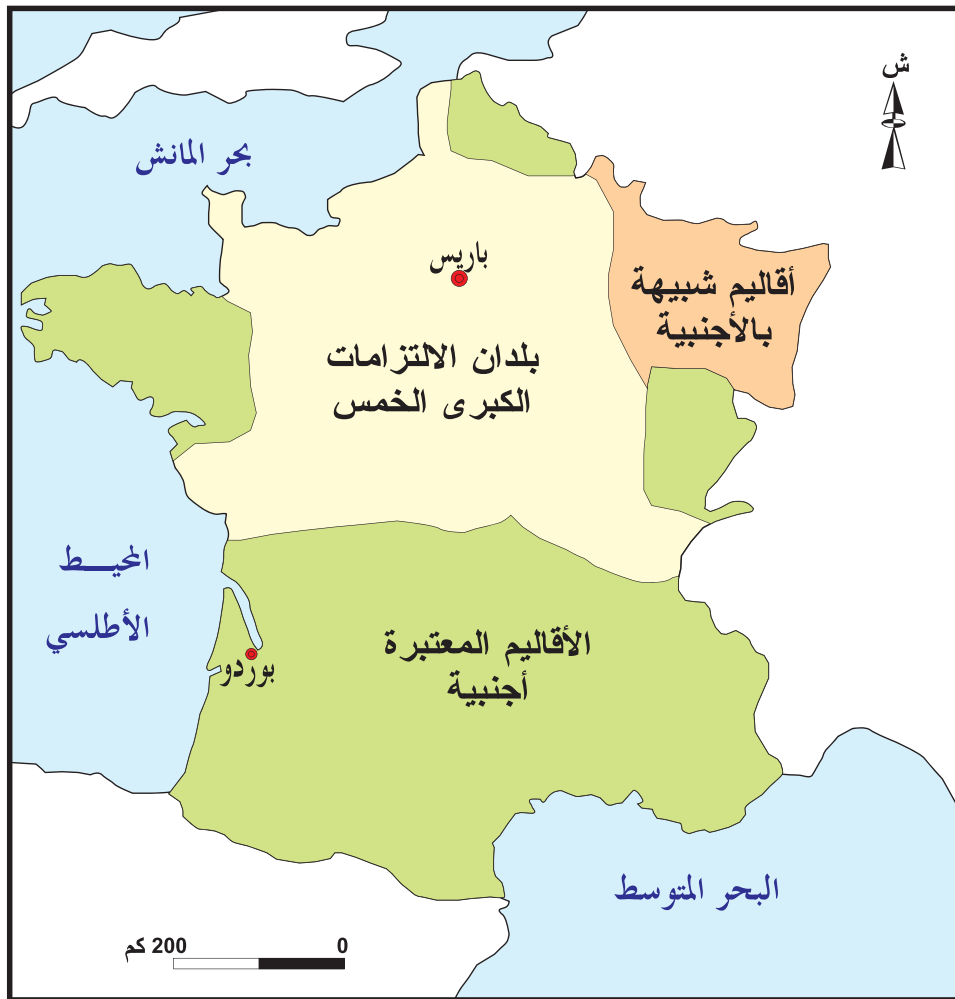 ش
بحر المانش
باريس
أقاليم شبيهة
بالأجنبية
بلدان الالتزامات
الكبرى الخمس
المحيــط
الأطلسي
الأقاليم المعتبرة
أجنبية
بوردو
البحر المتوسط
0 200 كم